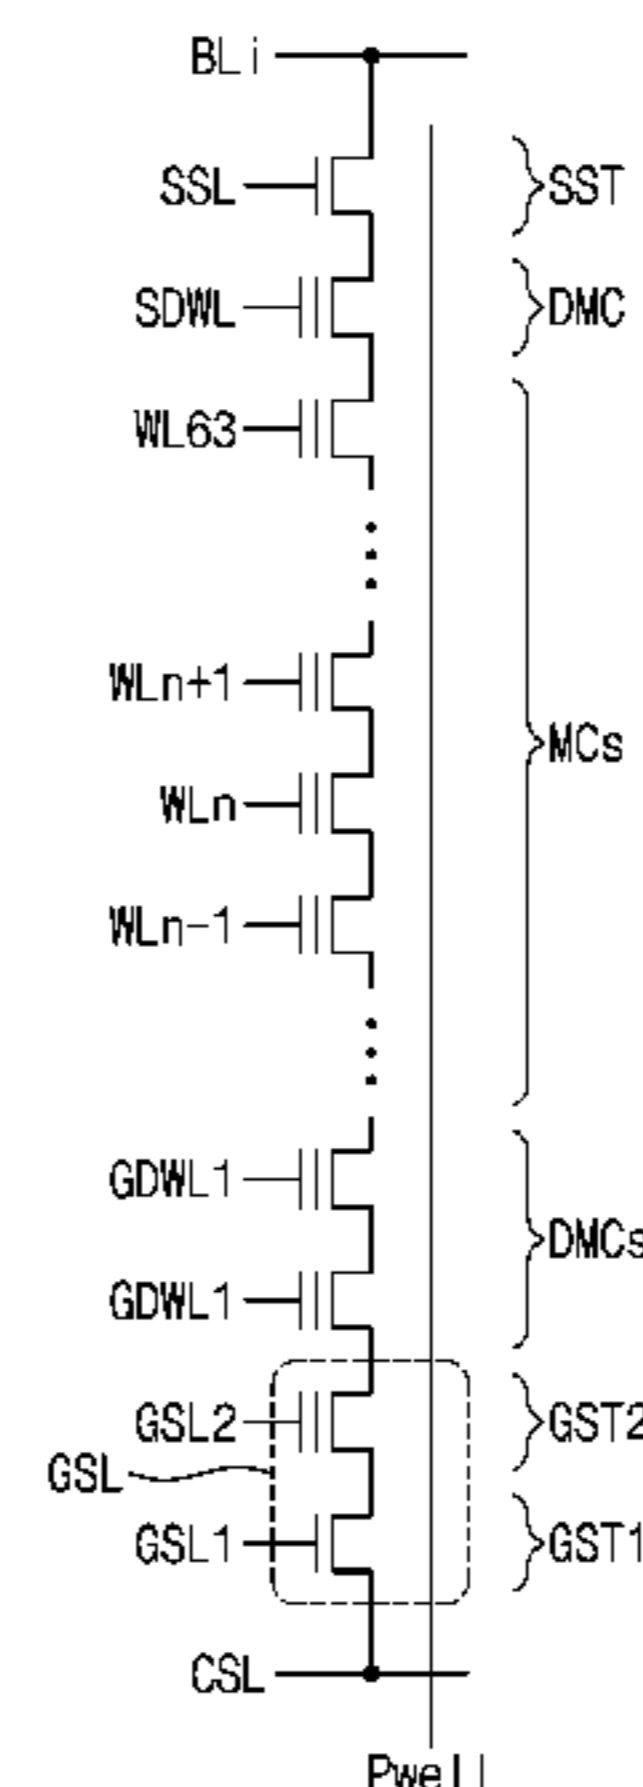 BLi
SSL
SST
SDWL
DMC
WL63
WLn+1
MCs
WLn
WLn-1
GDWL1
DMCs
GDWL1
GSL2
GST2
GSL
GSL1
GST1
CSL
Pwell